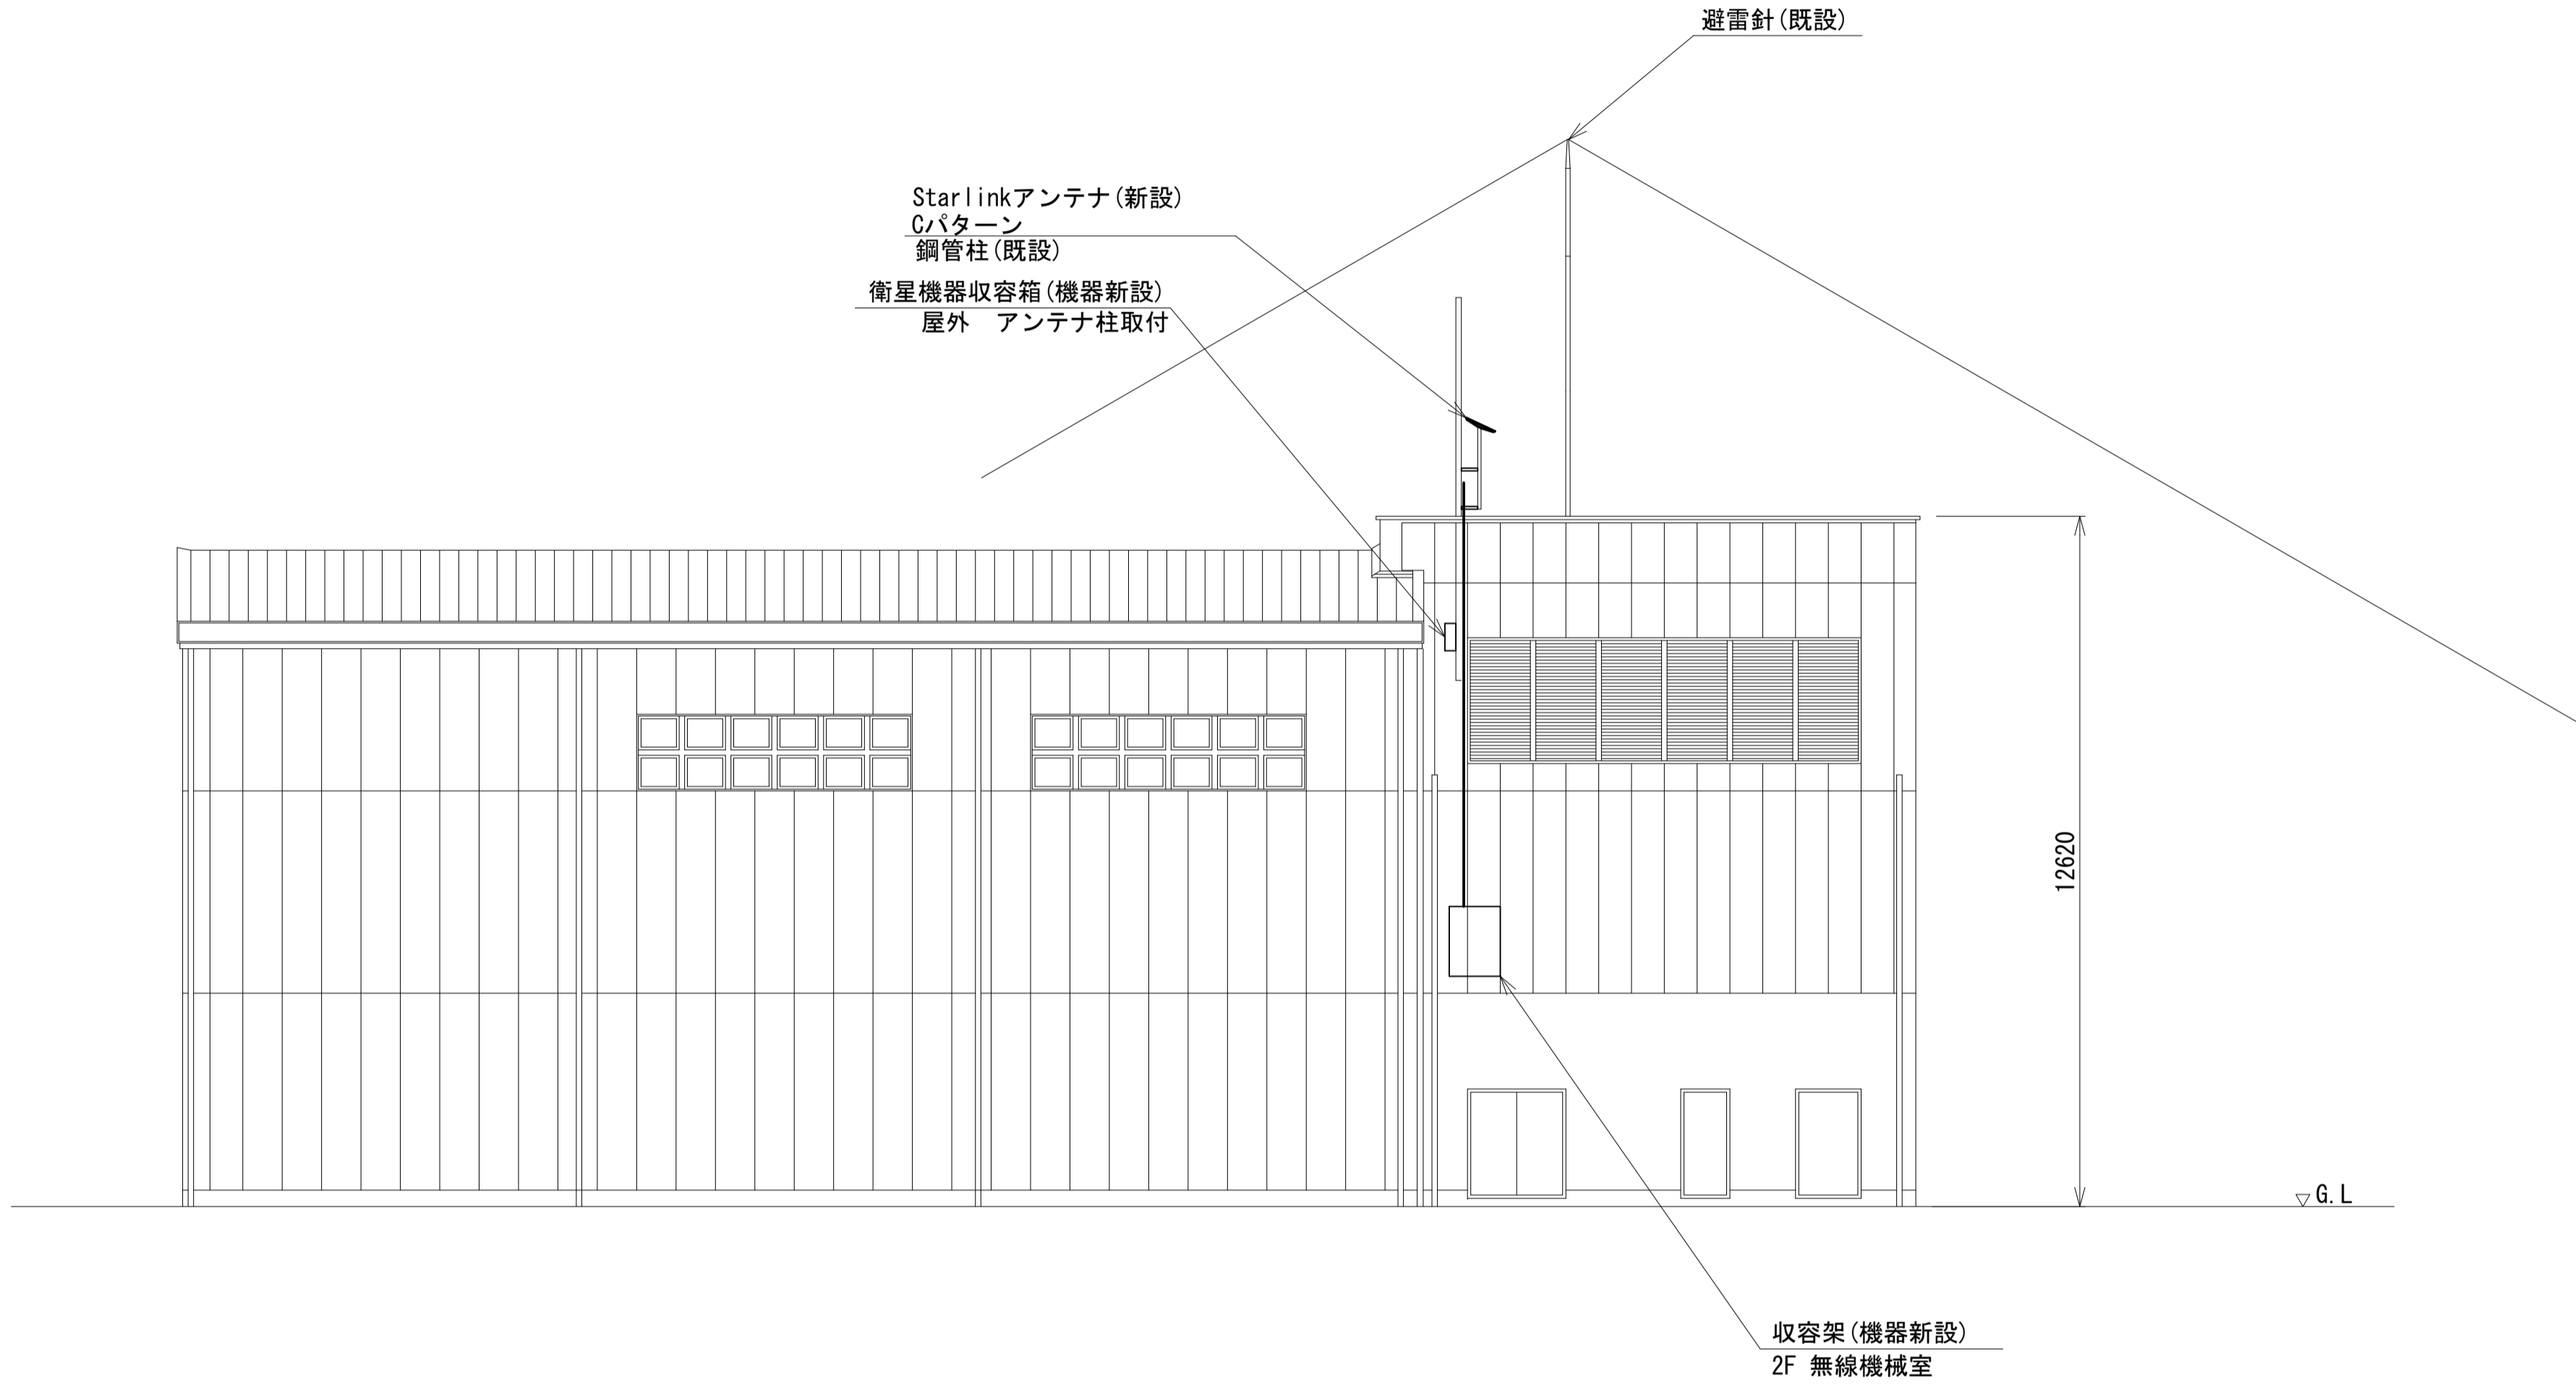 避雷針(既設)
Starlinkアンテナ(新設)
Cパターン
鋼管柱(既設)
衛星機器収容箱(機器新設)
屋外　アンテナ柱取付
12620
G.L
収容架(機器新設)
2F 無線機械室